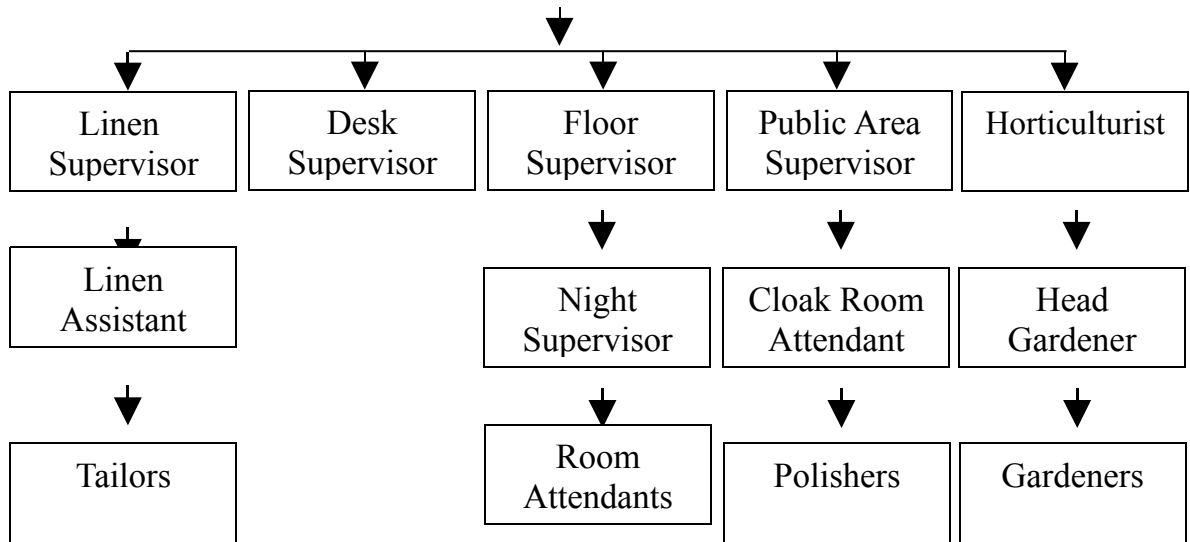 Linen
Supervisor
Desk
Supervisor
Floor
Supervisor
Public Area
Supervisor
Horticulturist
Linen
Assistant
Night
Supervisor
Cloak Room
Attendant
Head
Gardener
Tailors
Room
Attendants
Polishers
Gardeners